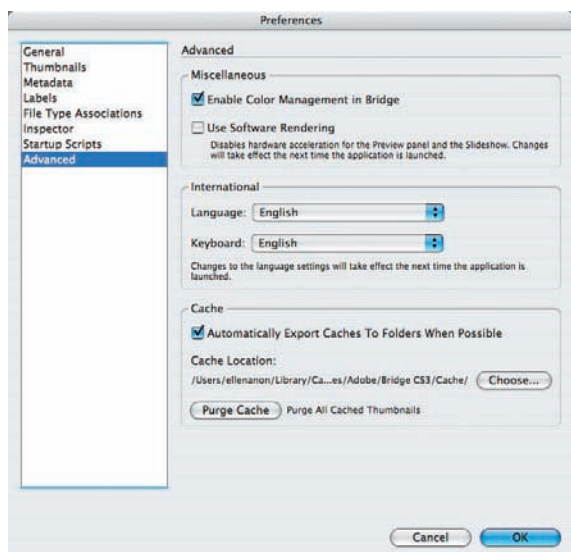 Preferences
General
Thumbnails
Metadata
Labels
File Type Associations
Inspector
Startup Scripts
Advanced
Advanced
Miscellaneous
Enable Color Management in Bridge
Use Software Rendering
Disables hardware acceleration for the Preview panel and the Slideshow. Changes
will take effect the next time the application is launched.
International
Language: English
Keyboard: English
Changes to the language settings will take effect the next time the application is
launched.
Cache
Automatically Export Caches To Folders When Possible
Cache Location:
/Users/ellenanon/Library/Ca...es/Adobe/Bridge CS3/Cache/ Choose...
Purge Cache Purge All Cached Thumbnails
Cancel OK